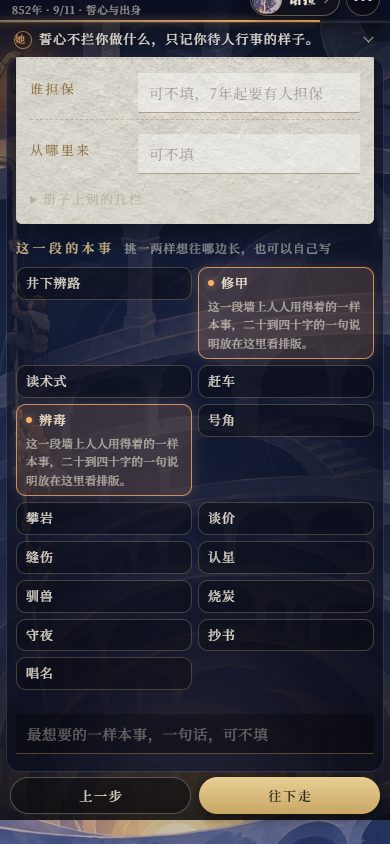 852年 · 9/11 · 誓心与出身
誓心不拦你做什么，只记你待人行事的样子。
谁担保
可不填，7年起要有人担保
从哪里来
可不填
▶ 册子上别的几栏
这一段的本事 挑一两样想往哪边长，也可以自己写
井下辨路
修甲
这一段墙上人人用得着的一样
本事，二十到四十字的一句说
明放在这里看排版。
读术式
赶车
辨毒
这一段墙上人人用得着的一样
本事，二十到四十字的一句说
明放在这里看排版。
号角
攀岩
谈价
缝伤
认星
驯兽
烧炭
守夜
抄书
唱名
最想要的一样本事，一句话，可不填
上一步
往下走